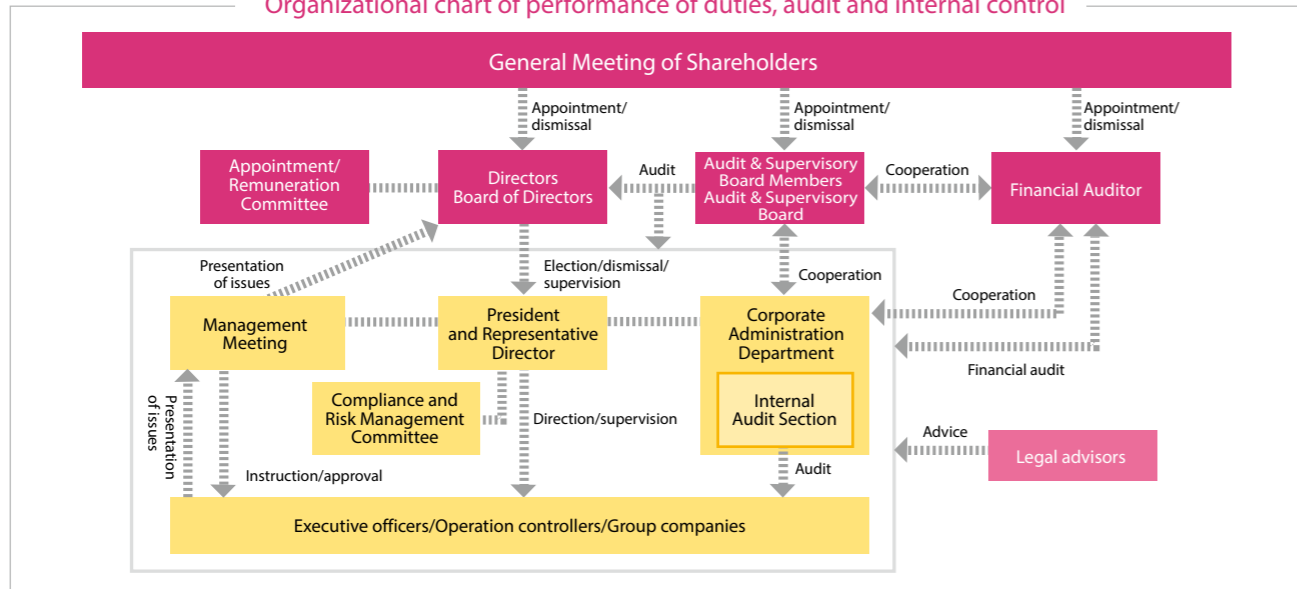 Organizational chart of performance of duties, audit and internal control
General Meeting of Shareholders
Appointment/
dismissal
Appointment/
dismissal
Appointment/
dismissal
Appointment/
Remuneration
Committee
Directors
Board of Directors
Audit
Audit & Supervisory
Board Members
Audit & Supervisory
Board
Cooperation
Financial Auditor
Presentation
of issues
Election/dismissal/
supervision
Cooperation
Cooperation
Management
Meeting
President
and Representative
Director
Corporate
Administration
Department
Financial audit
Internal
Audit Section
Compliance and
Risk Management
Committee
Direction/supervision
Presentation
of issues
Advice
Legal advisors
Instruction/approval
Audit
Executive officers/Operation controllers/Group companies